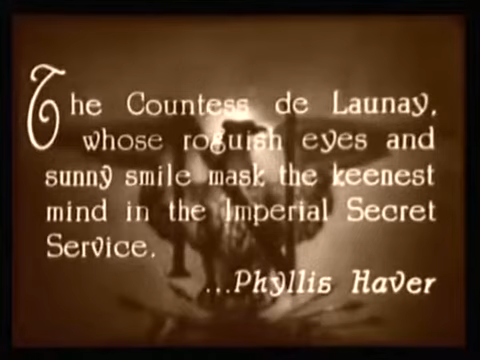 The Countess de Launay,
whose roguish eyes and
sunny smile mask the keenest
mind in the Imperial Secret
Service.
...Phyllis Haver